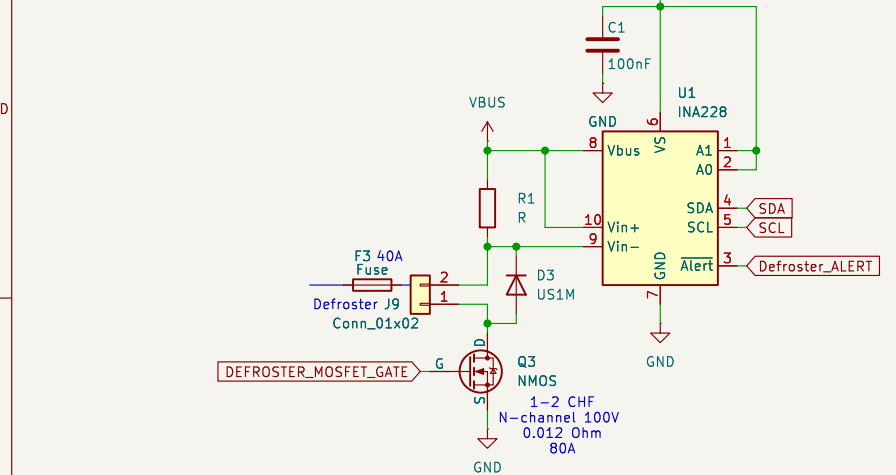 C1
100nF
GND
VBUS
U1
INA228
6
VS
8
Vbus
A1
1
A0
2
R1
R
10
Vin+
9
Vin-
SDA
4
SDA
SCL
5
SCL
GND
Alert
3
Defroster_ALERT
7
GND
F3 40A
Fuse
2
1
Defroster J9
Conn_01x02
D3
US1M
D
G
S
Q3
NMOS
DEFROSTER_MOSFET_GATE
1-2 CHF
N-channel 100V
0.012 Ohm
80A
GND
D